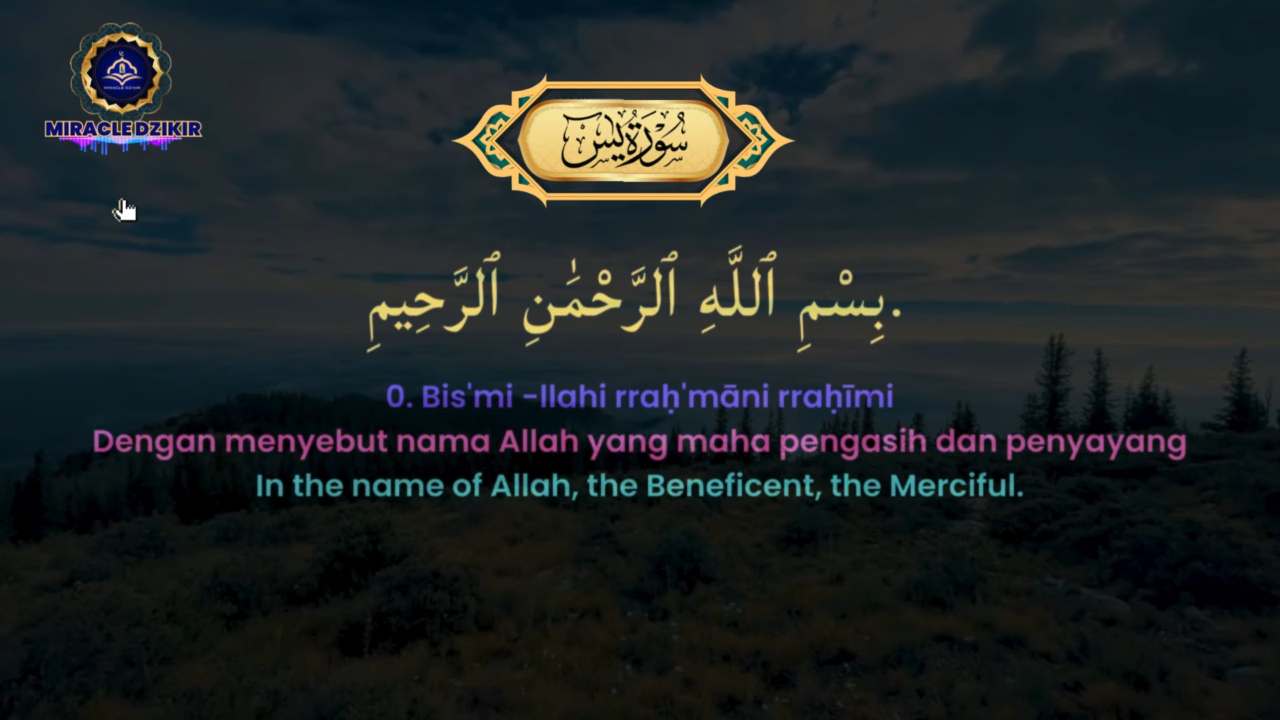 MIRACLE DZIKIR
سُورَةُ يس
.بِسْمِ ٱللَّهِ ٱلرَّحْمَٰنِ ٱلرَّحِيمِ
0. Bis'mi -llahi rraḥ'māni rraḥīmi
Dengan menyebut nama Allah yang maha pengasih dan penyayang
In the name of Allah, the Beneficent, the Merciful.